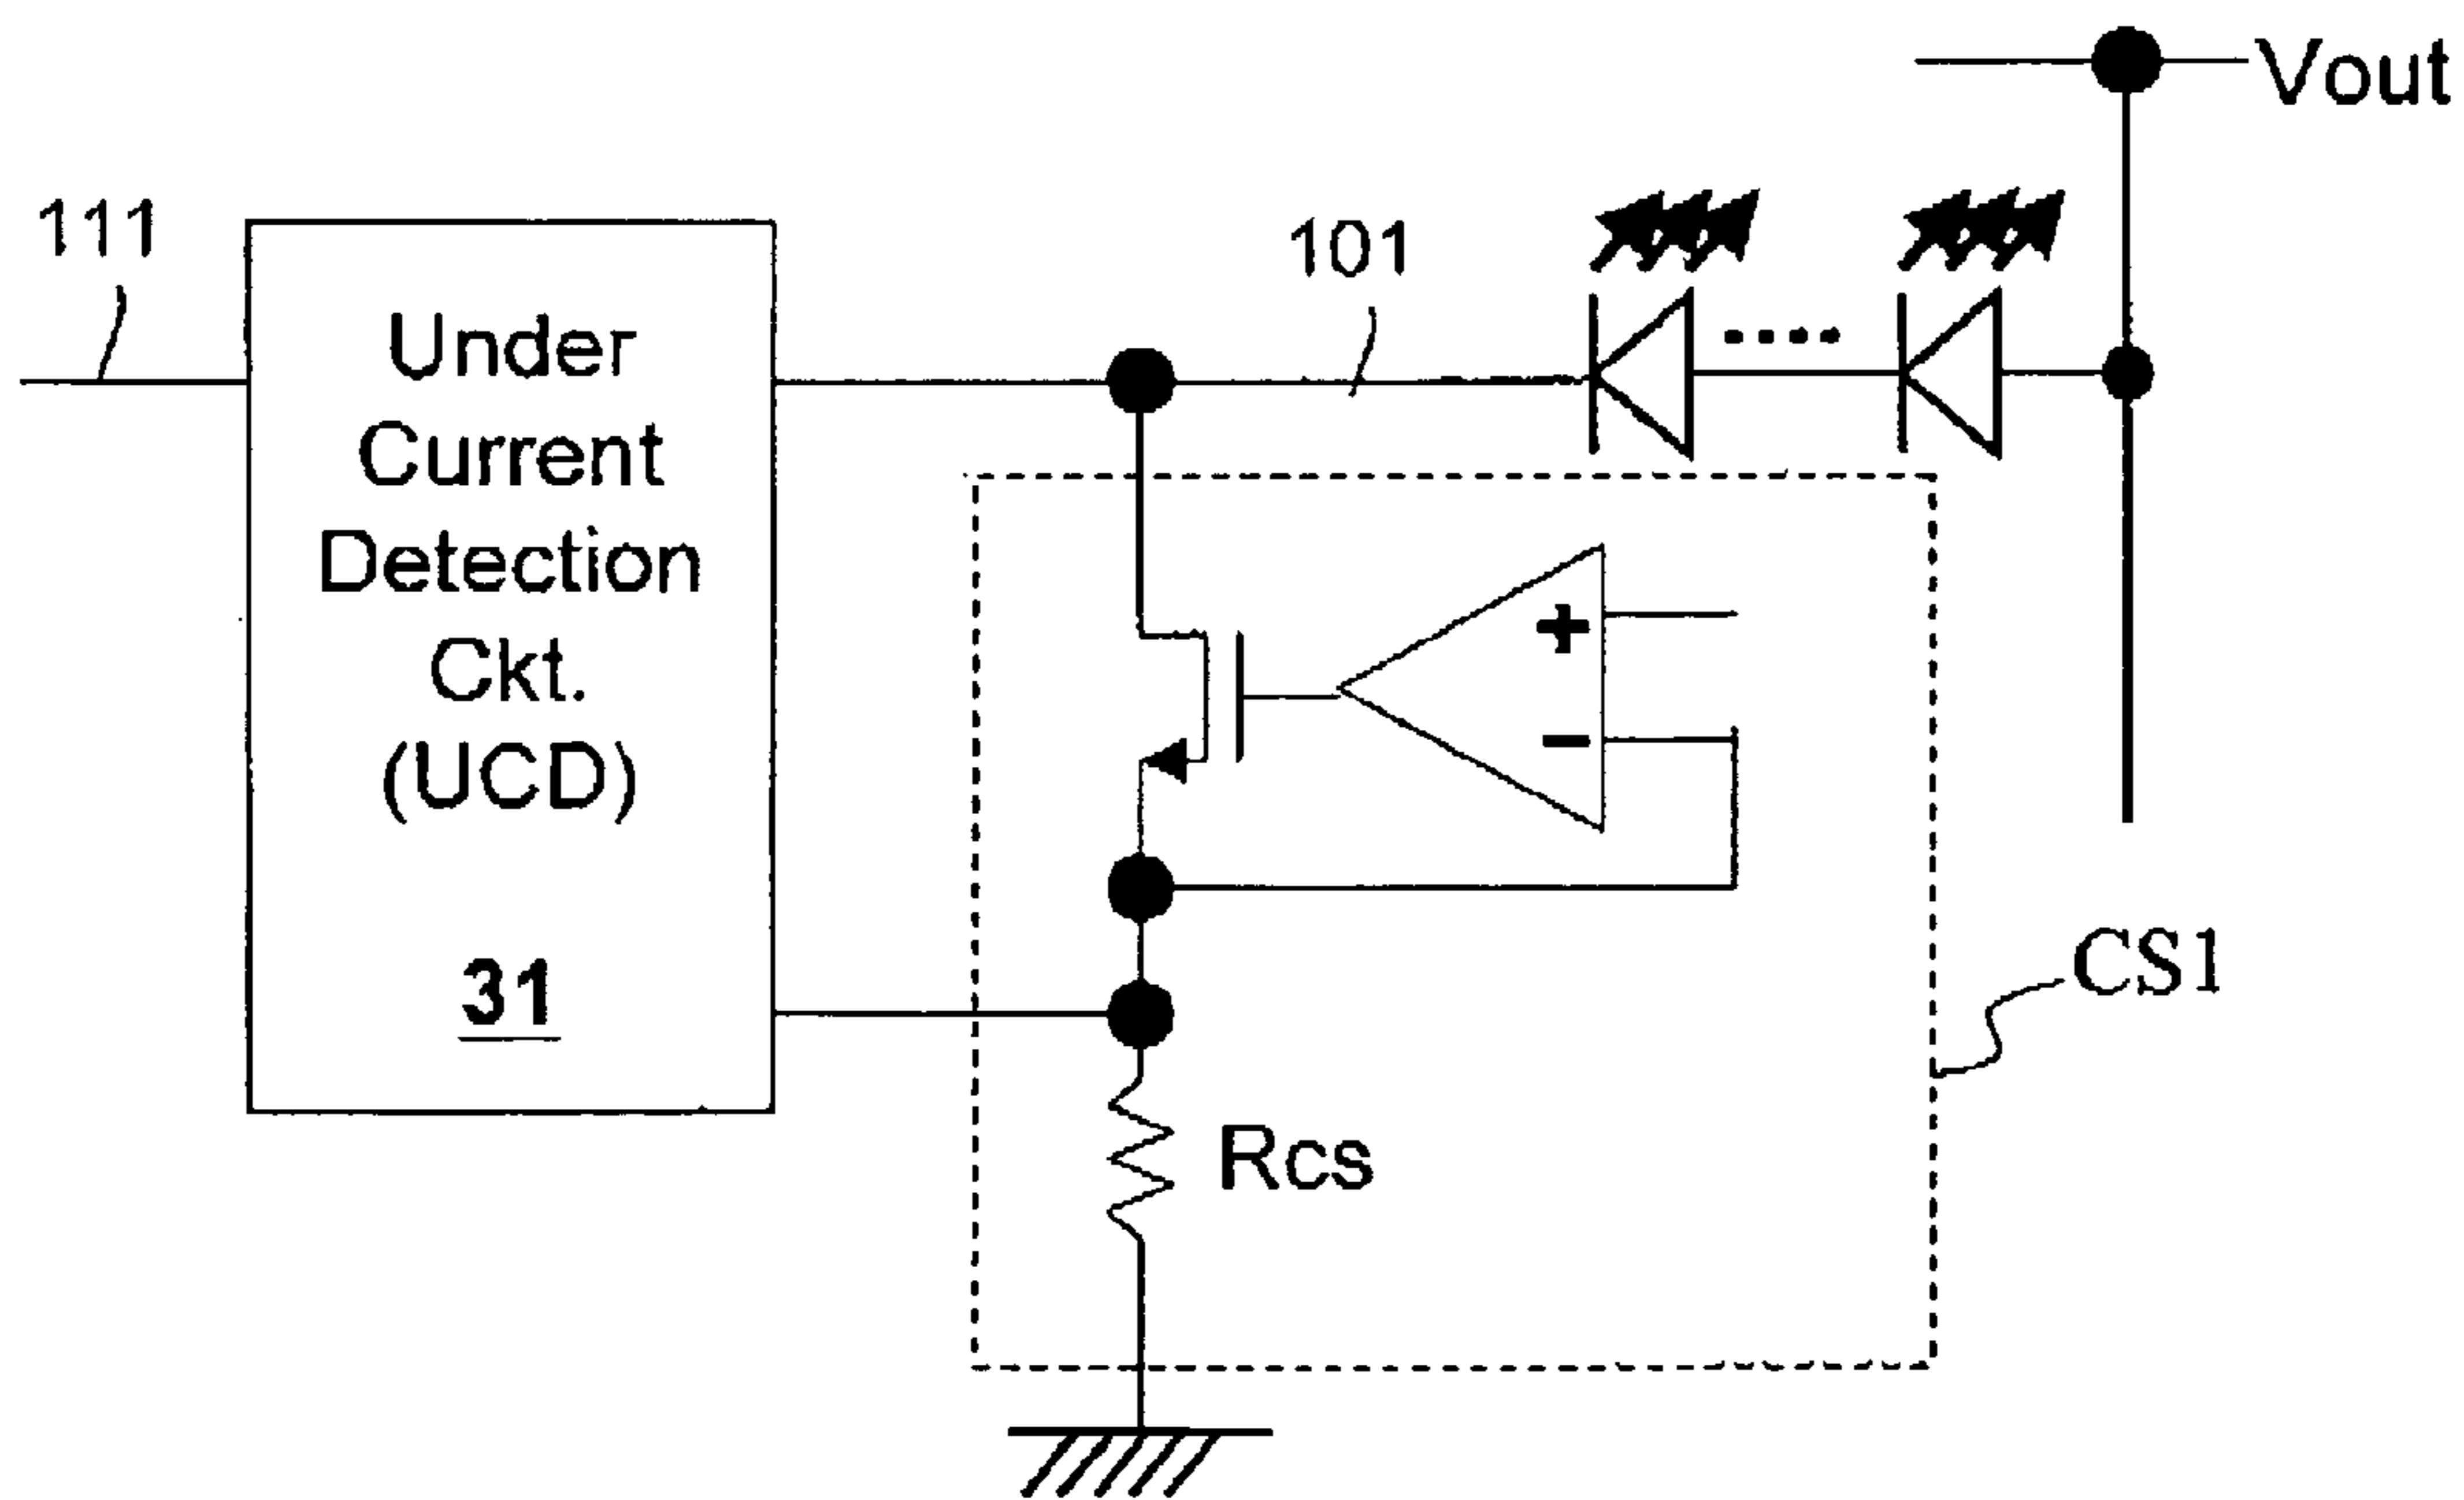 Vout
111
101
Under
Current
Detection
Ckt.
(UCD)
31
+
−
CS1
Rcs